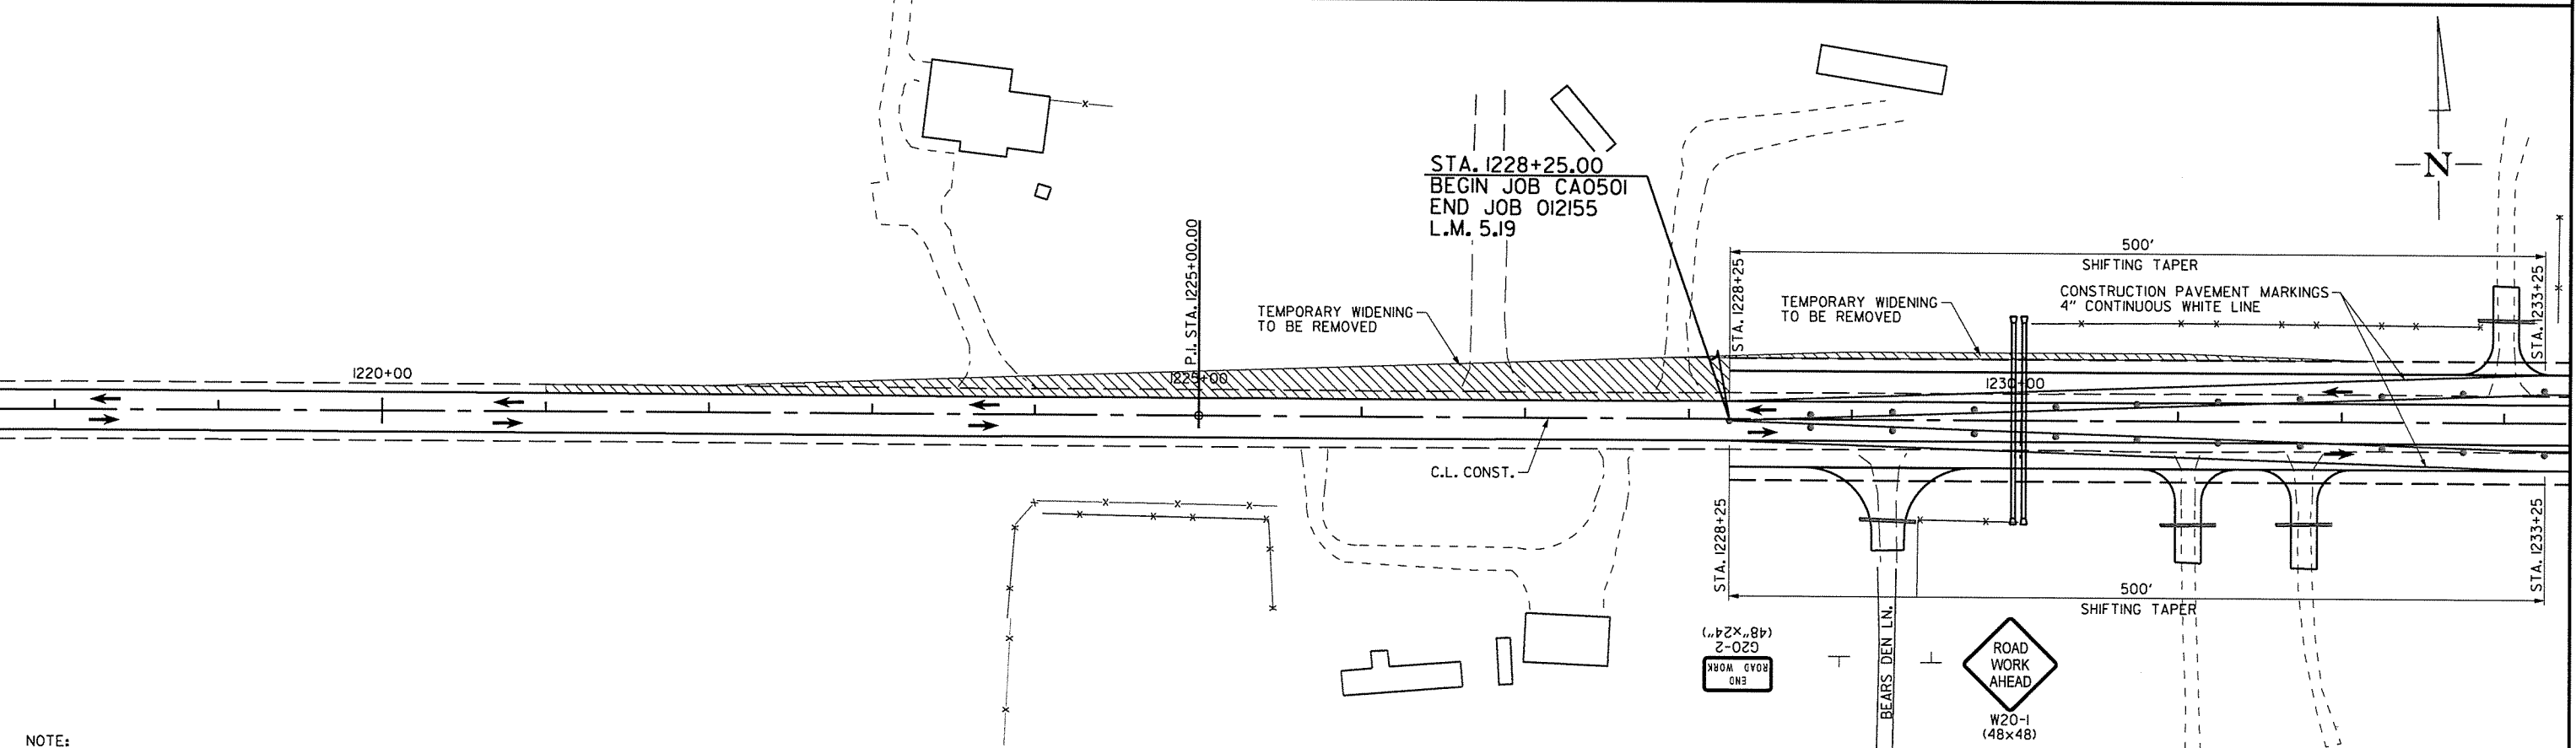 STA. 1228+25.00
BEGIN JOB CA0501
END JOB 012155
L.M. 5.19
N
P.I. STA. 1225+00.00
TEMPORARY WIDENING
TO BE REMOVED
STA. 1228+25
500'
SHIFTING TAPER
TEMPORARY WIDENING
TO BE REMOVED
CONSTRUCTION PAVEMENT MARKINGS
4" CONTINUOUS WHITE LINE
STA. 1233+25
1220+00
1225+00
1230+00
C.L. CONST.
STA. 1228+25
500'
SHIFTING TAPER
STA. 1233+25
BEARS DEN LN.
END
ROAD WORK
G20-2
(48"x24")
ROAD
WORK
AHEAD
W20-1
(48x48)
NOTE: